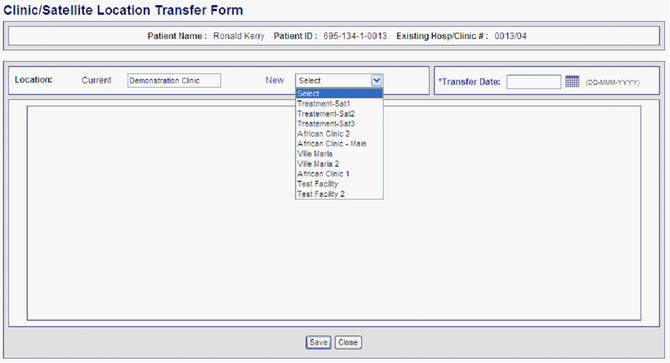 Clinic/Satellite Location Transfer Form
Patient Name : Ronald Kerry Patient ID : 695-134-1-0013 Existing Hosp/Clinic # : 0013/04
Location: Current Demonstration Clinic New Select *Transfer Date: (DD-MMM-YYYY)
Select
Treatment-Sat1
Treatement-Sat2
Treatement-Sat3
African Clinic 2
African Clinic - Main
Ville Maria
Ville Maria 2
African Clinic 1
Test Facility
Test Facility 2
Save Close